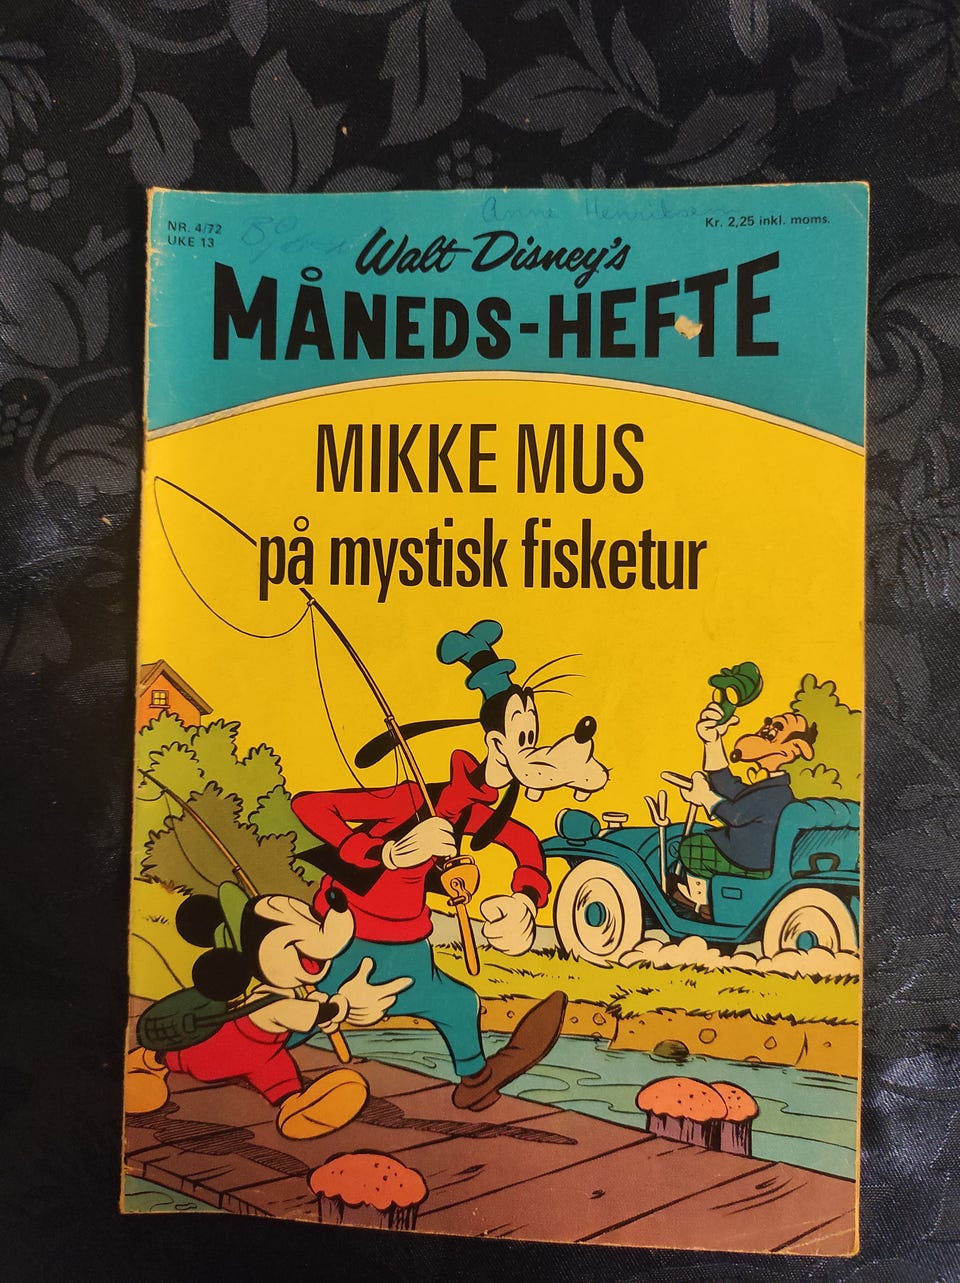 Anne Henriksen
NR. 4/72
UKE 13
Kr. 2,25 inkl. moms.
Walt Disney's
MÅNEDS-HEFTE
MIKKE MUS
på mystisk fisketur